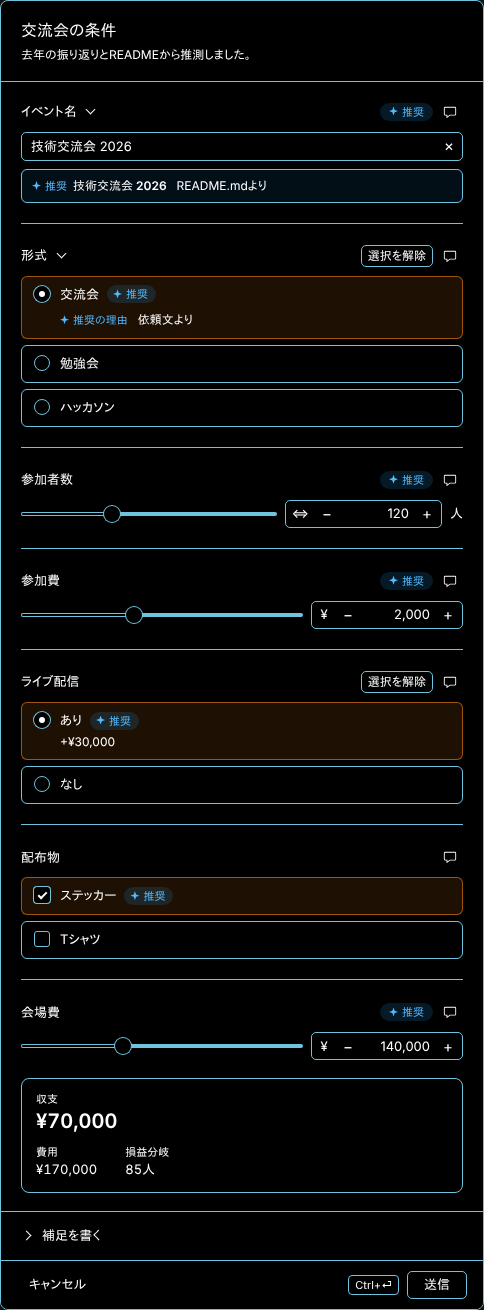 交流会の条件
去年の振り返りとREADMEから推測しました。
イベント名 推奨
技術交流会 2026 ×
推奨 技術交流会 2026 README.mdより
形式 選択を解除
交流会 推奨
推奨の理由 依頼文より
勉強会
ハッカソン
参加者数 推奨
⇔ − 120 + 人
参加費 推奨
¥ − 2,000 +
ライブ配信 選択を解除
あり 推奨
+¥30,000
なし
配布物
ステッカー 推奨
Tシャツ
会場費 推奨
¥ − 140,000 +
収支
¥70,000
費用 損益分岐
¥170,000 85人
補足を書く
キャンセル Ctrl+⏎ 送信